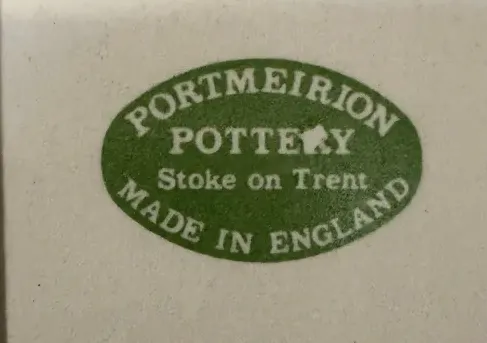 PORTMEIRION
POTTERY
Stoke on Trent
MADE IN ENGLAND